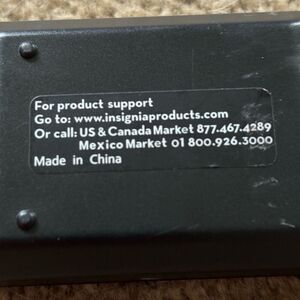 For product support
Go to: www.insigniaproducts.com
Or call: US & Canada Market 877.467.4289
Mexico Market 01 800.926.3000
Made in China